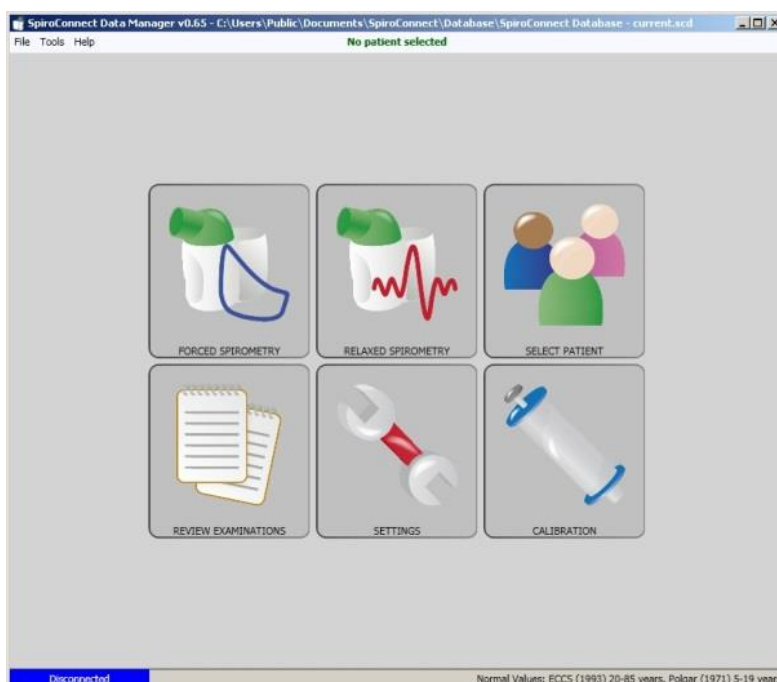 SpiroConnect Data Manager v0.65 - C:\Users\Public\Documents\SpiroConnect\Database\SpiroConnect Database - current.scd
File Tools Help No patient selected
FORCED SPIROMETRY RELAXED SPIROMETRY SELECT PATIENT
REVIEW EXAMINATIONS SETTINGS CALIBRATION
Disconnected Normal Values: ECCS (1993) 20-85 years, Polgar (1971) 5-19 year